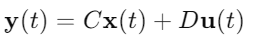 𝐲(t) = C𝐱(t) + D𝐮(t)